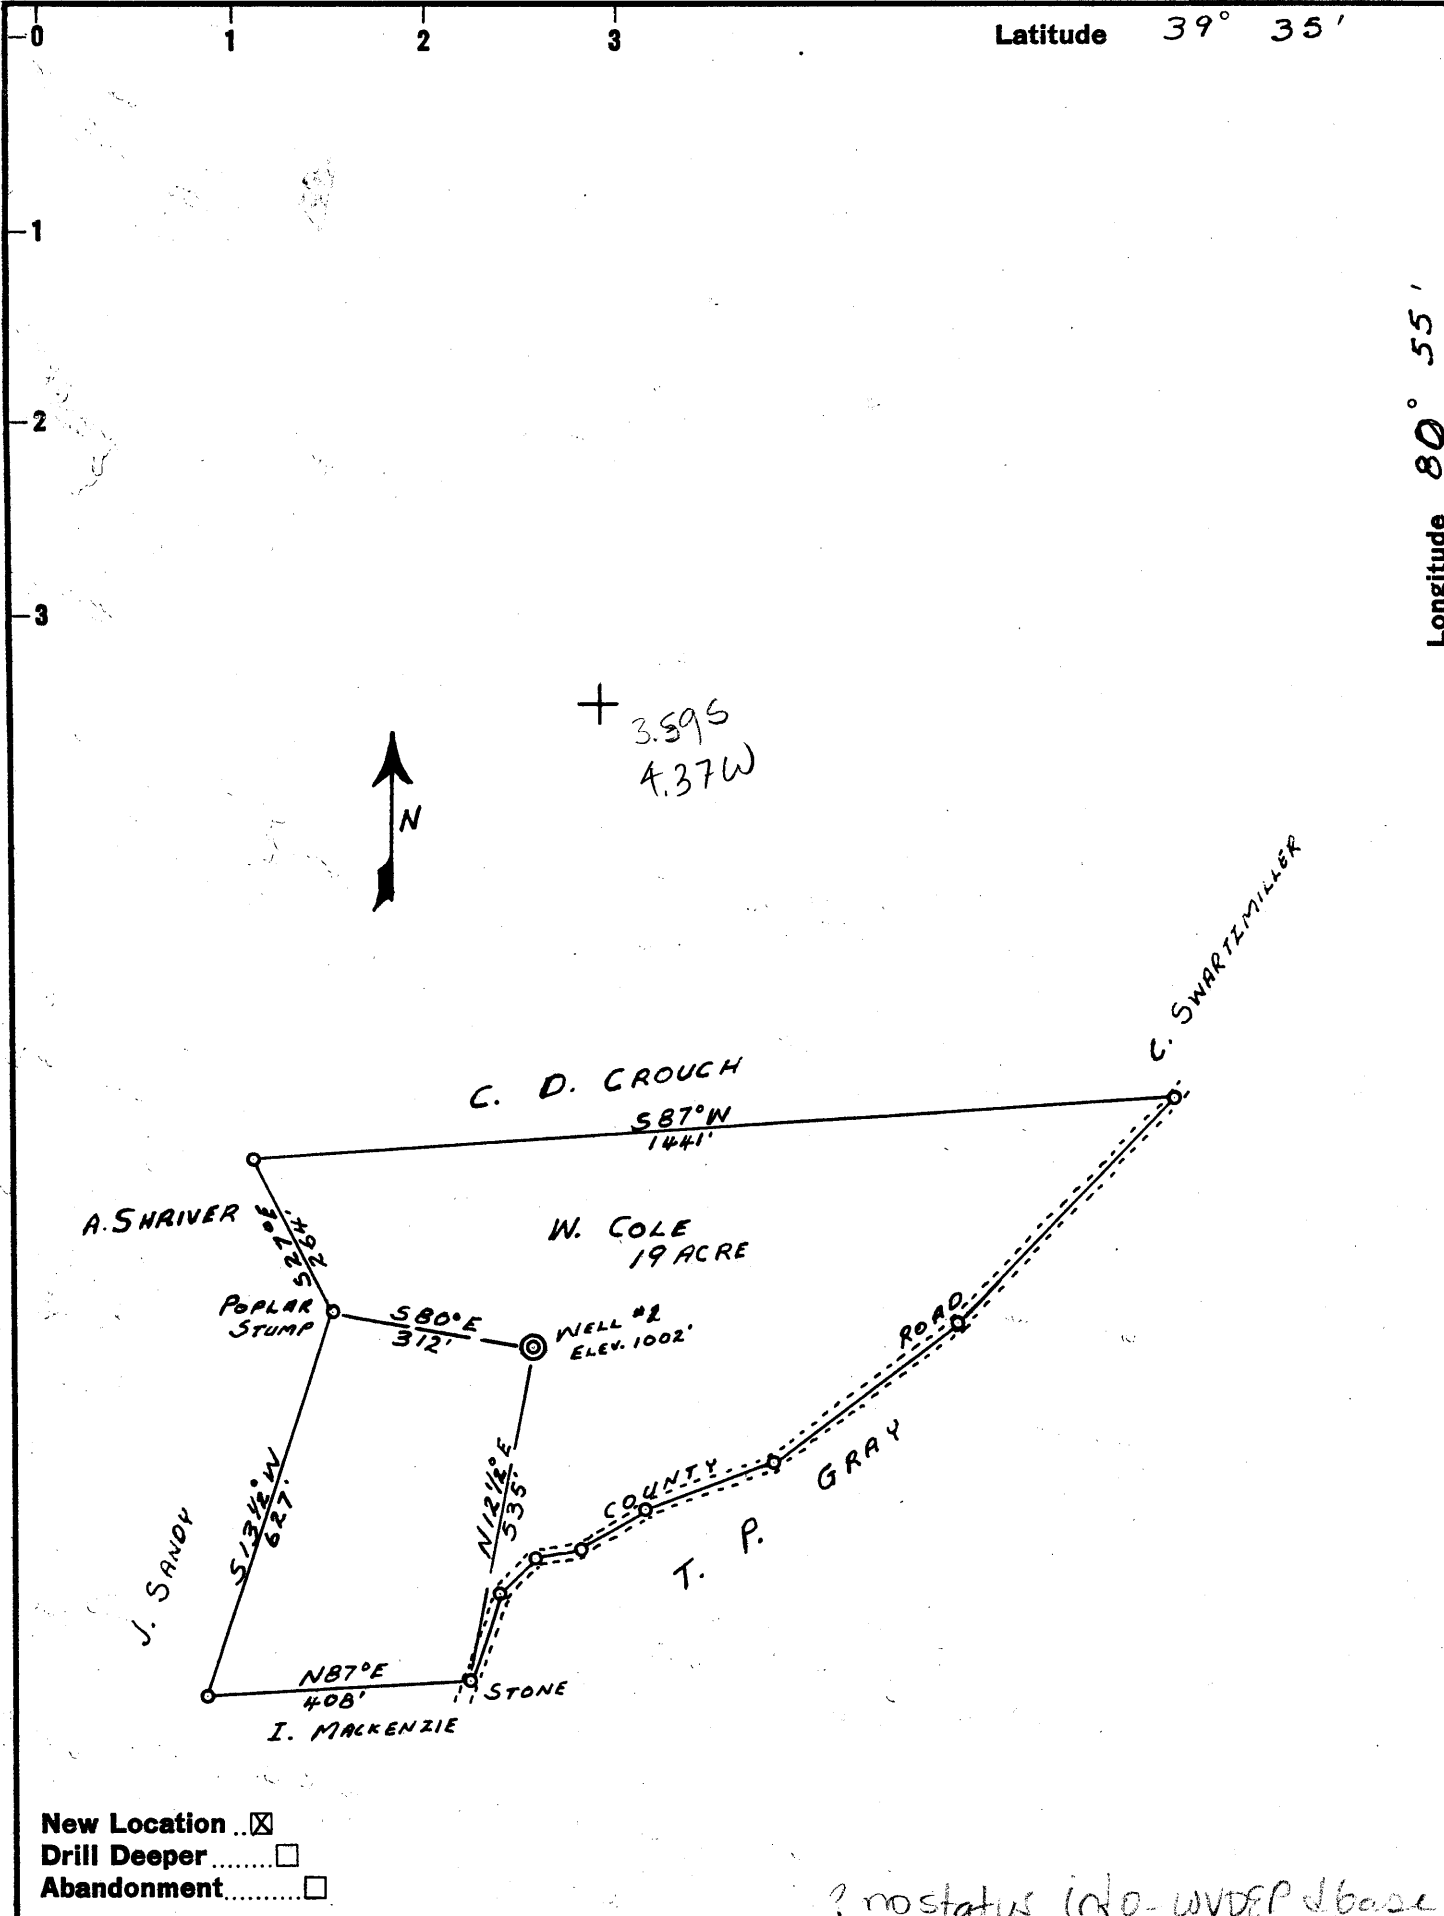 0 1 2 3 Latitude 39° 35'
1
2
3
Longitude 80° 55'
3.59S
4.37W
N
C. SWARTZMILLER
C. D. CROUCH
S87°W
1441'
A. SHRIVER
S27°E
264'
W. COLE
19 ACRE
POPLAR
STUMP
S80°E
312'
WELL #2
ELEV. 1002'
COUNTY ROAD
T. P. GRAY
N12½°E
535'
S13½°W
627'
J. SANDY
N87°E
408'
STONE
I. MACKENZIE
New Location ..☒
Drill Deeper ........☐
Abandonment..........☐
? no status info - WVDEP dbase